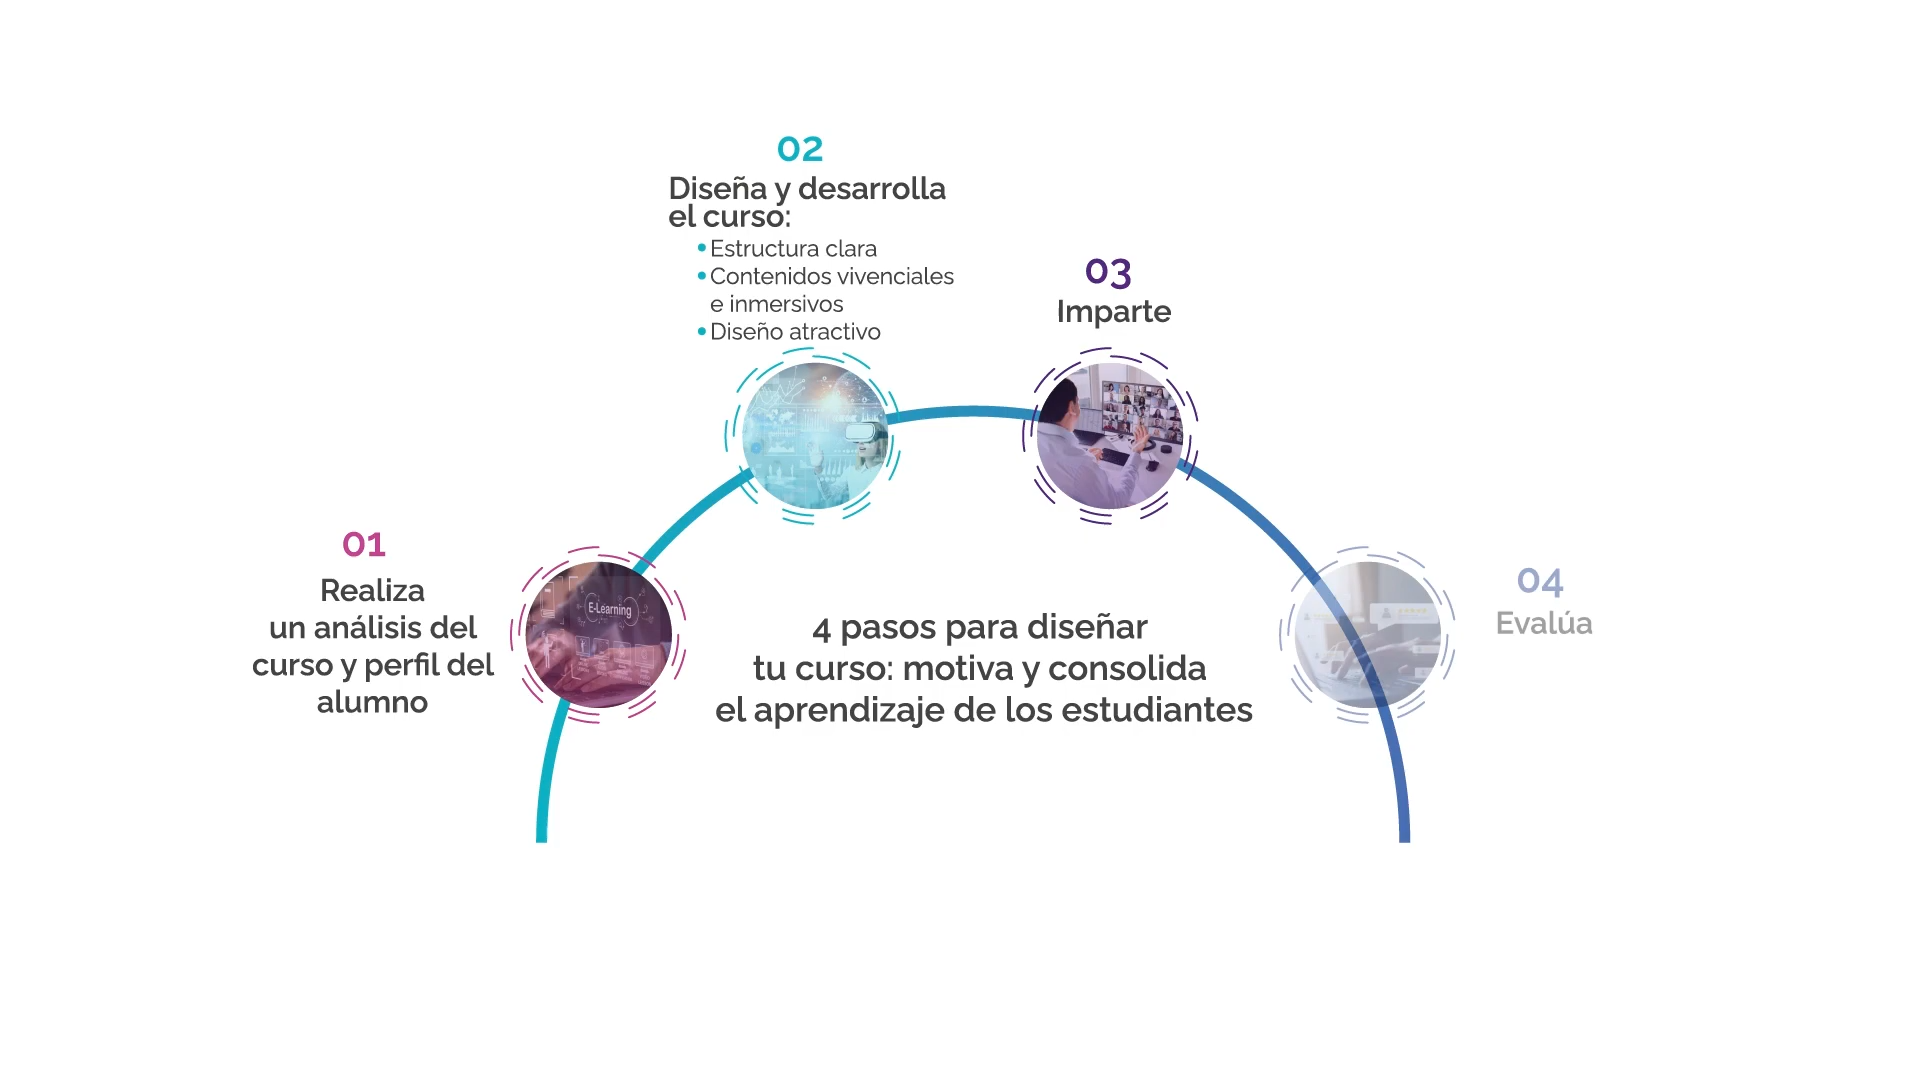 02
Diseña y desarrolla
el curso:
• Estructura clara
• Contenidos vivenciales
e inmersivos
• Diseño atractivo
03
Imparte
01
Realiza
un análisis del
curso y perfil del
alumno
E-Learning
4 pasos para diseñar
tu curso: motiva y consolida
el aprendizaje de los estudiantes
04
Evalúa